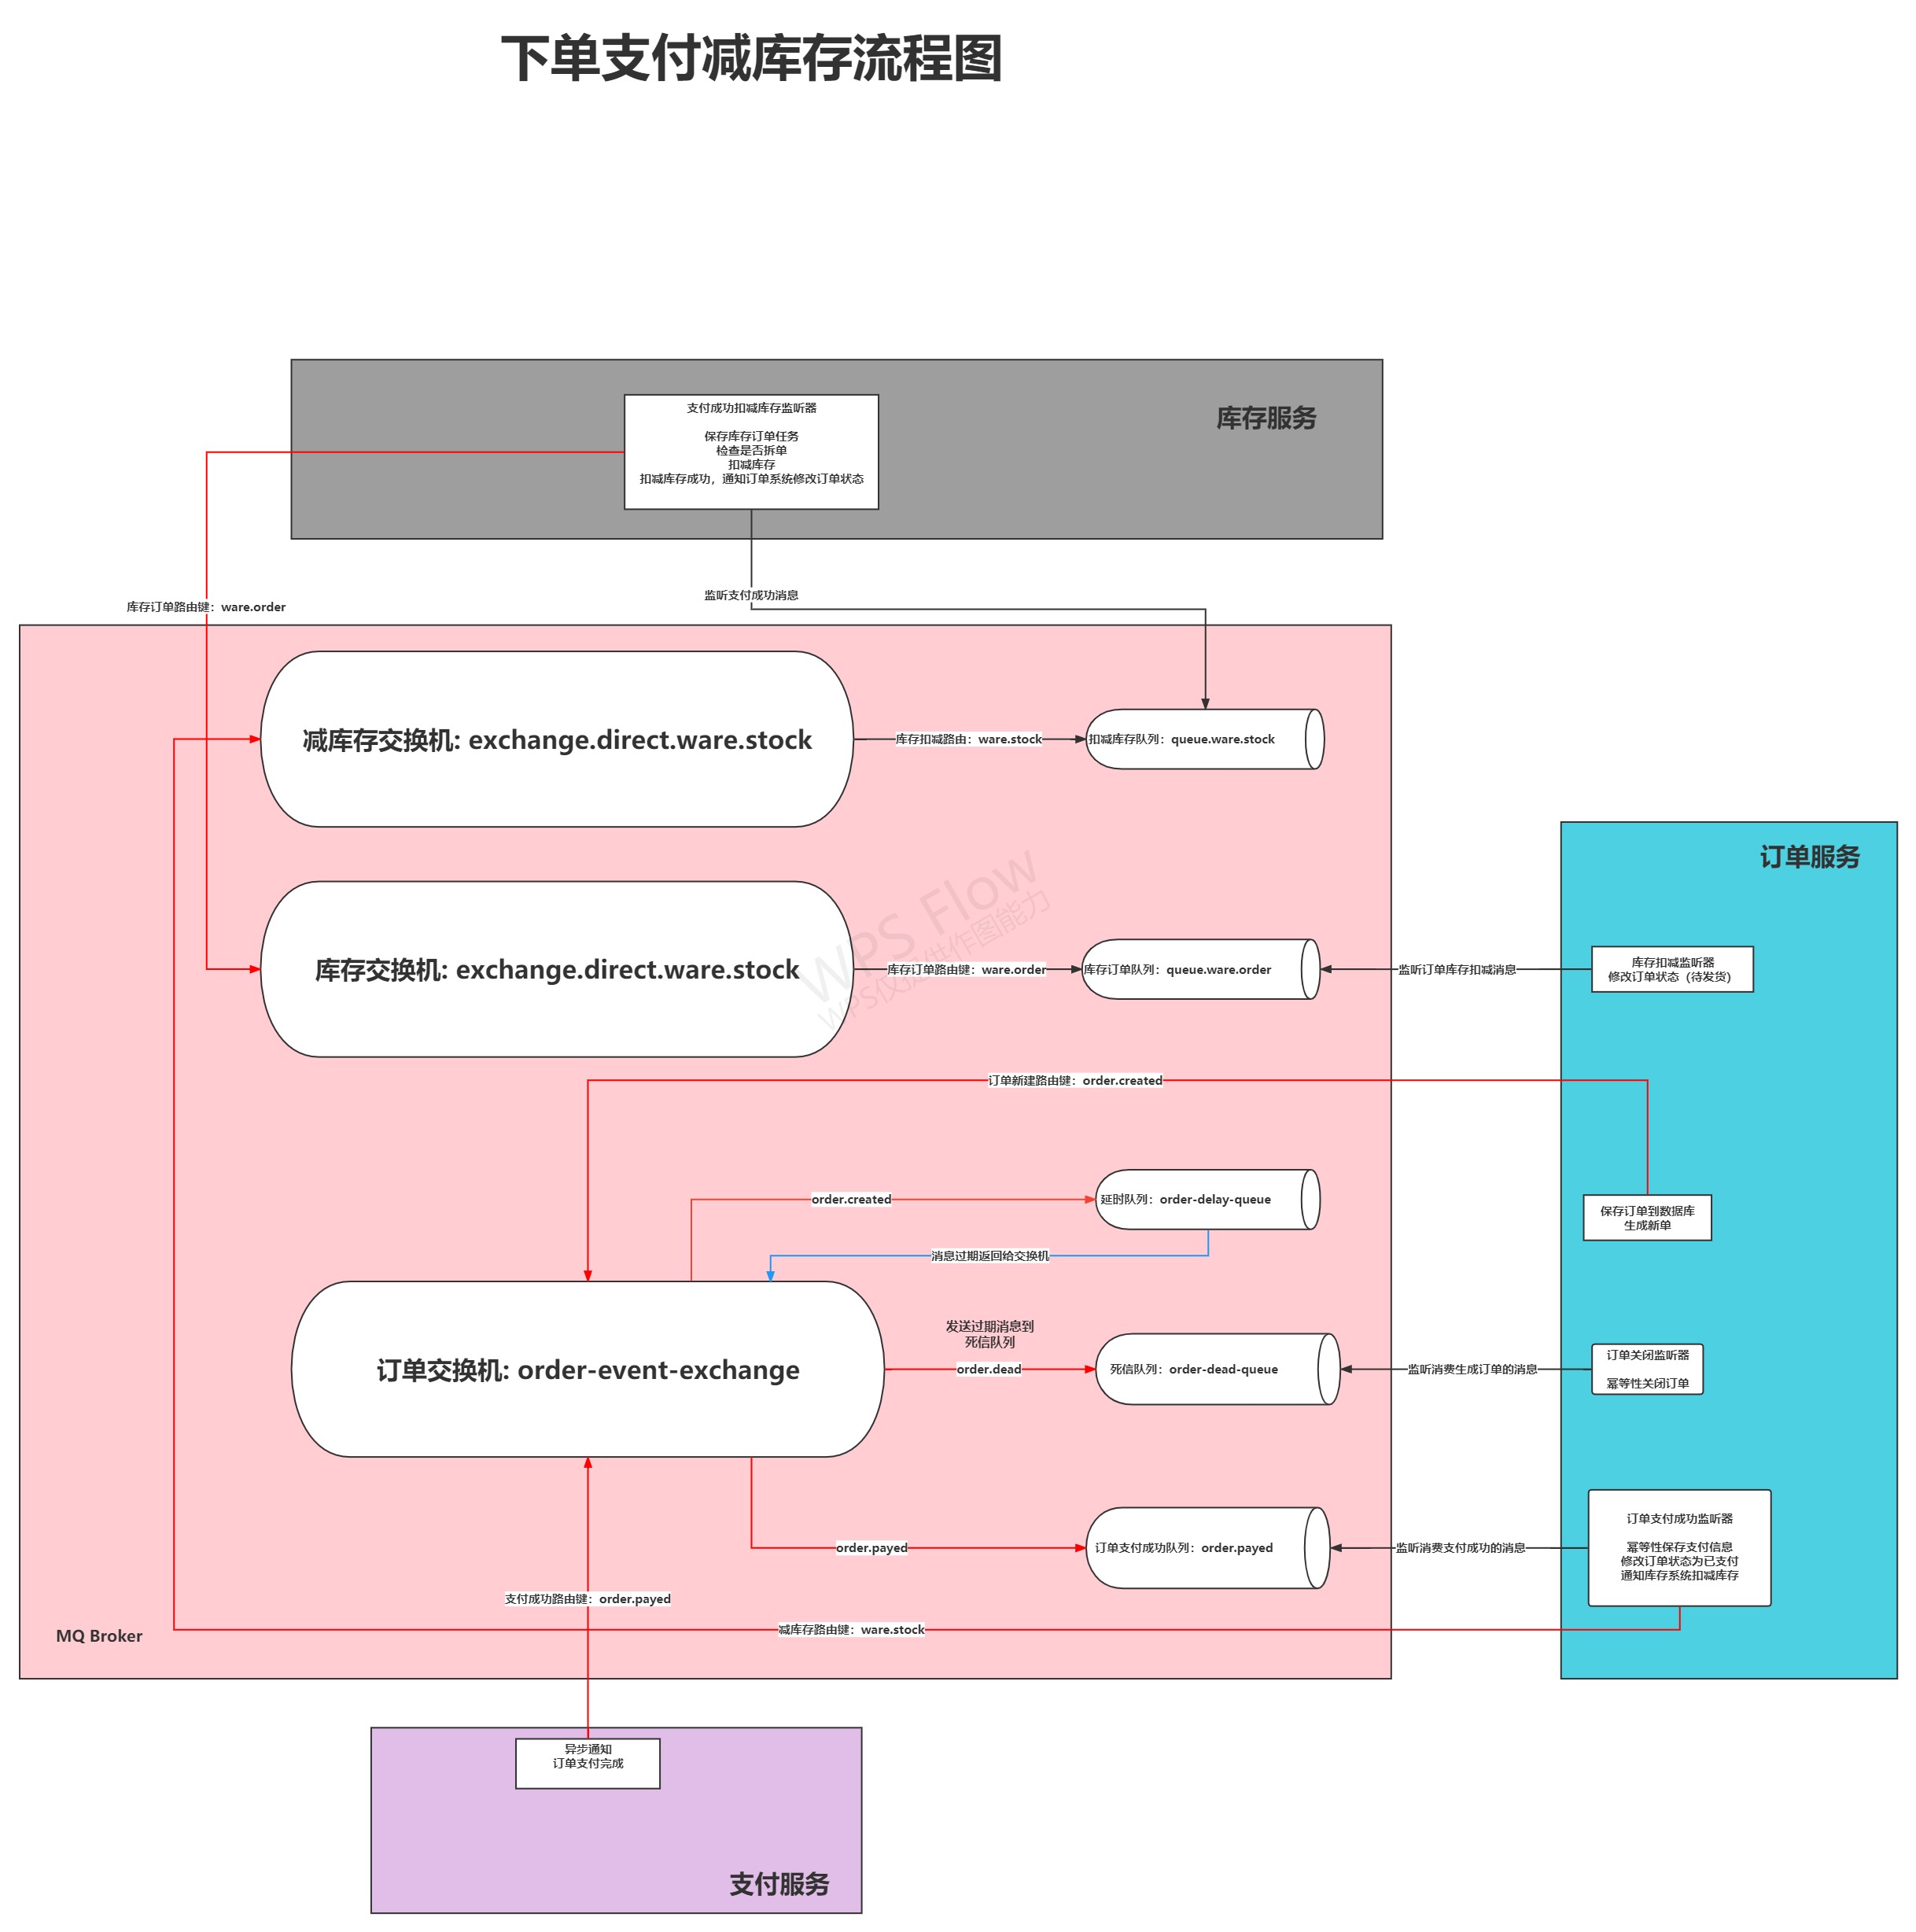 下单支付减库存流程图
库存服务
支付成功扣减库存监听器
保存库存订单任务
检查是否拆单
扣减库存
扣减库存成功，通知订单系统修改订单状态
监听支付成功消息
库存订单路由键：ware.order
减库存交换机: exchange.direct.ware.stock
库存扣减路由：ware.stock
扣减库存队列：queue.ware.stock
订单服务
库存交换机: exchange.direct.ware.stock
库存订单路由键：ware.order
库存订单队列：queue.ware.order
监听订单库存扣减消息
库存扣减监听器
修改订单状态（待发货）
WPS Flow
WPS仅提供作图能力
订单新建路由键：order.created
order.created
延时队列：order-delay-queue
保存订单到数据库
生成新单
消息过期返回给交换机
订单交换机: order-event-exchange
发送过期消息到
死信队列
order.dead
死信队列：order-dead-queue
监听消费生成订单的消息
订单关闭监听器
幂等性关闭订单
order.payed
订单支付成功队列：order.payed
监听消费支付成功的消息
订单支付成功监听器
幂等性保存支付信息
修改订单状态为已支付
通知库存系统扣减库存
支付成功路由键：order.payed
减库存路由键：ware.stock
MQ Broker
异步通知
订单支付完成
支付服务